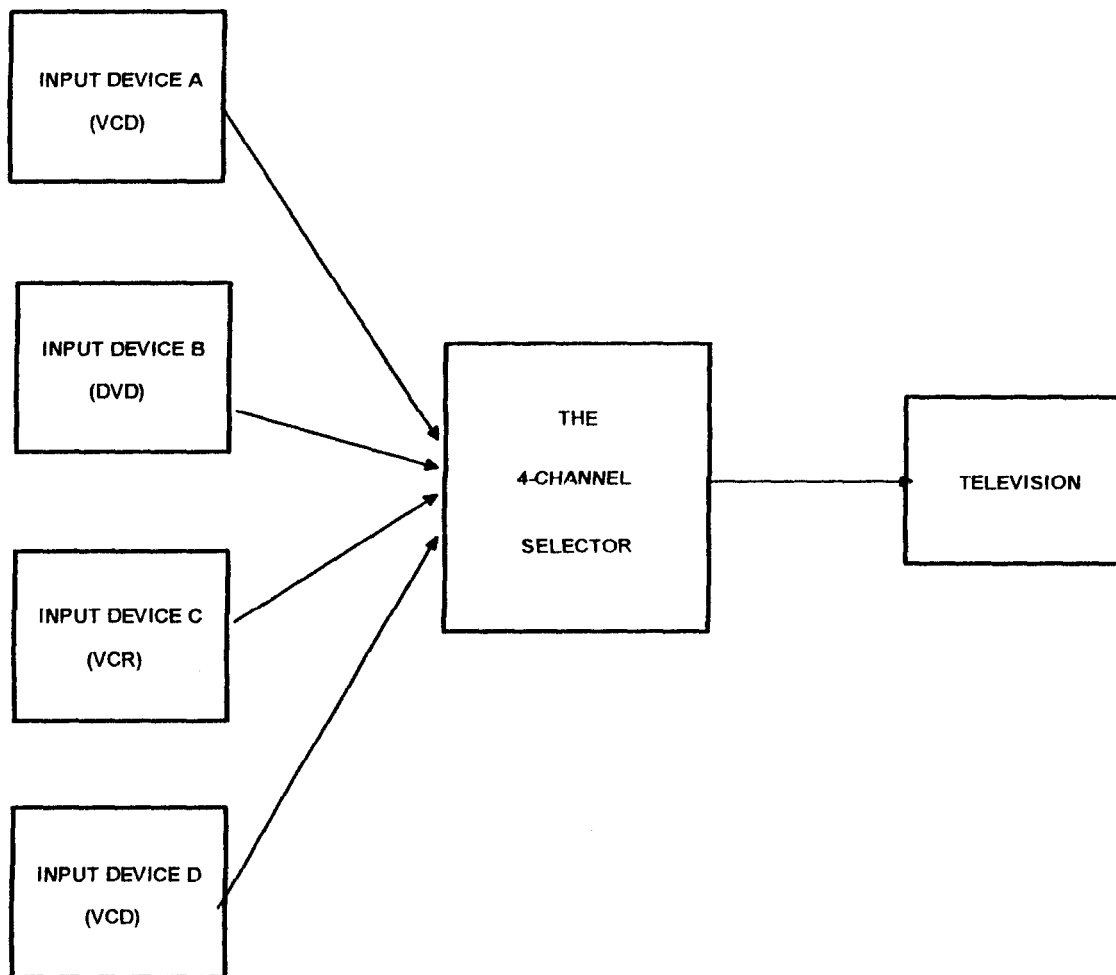 INPUT DEVICE A
(VCD)
INPUT DEVICE B
(DVD)
INPUT DEVICE C
(VCR)
INPUT DEVICE D
(VCD)
THE
4-CHANNEL
SELECTOR
TELEVISION